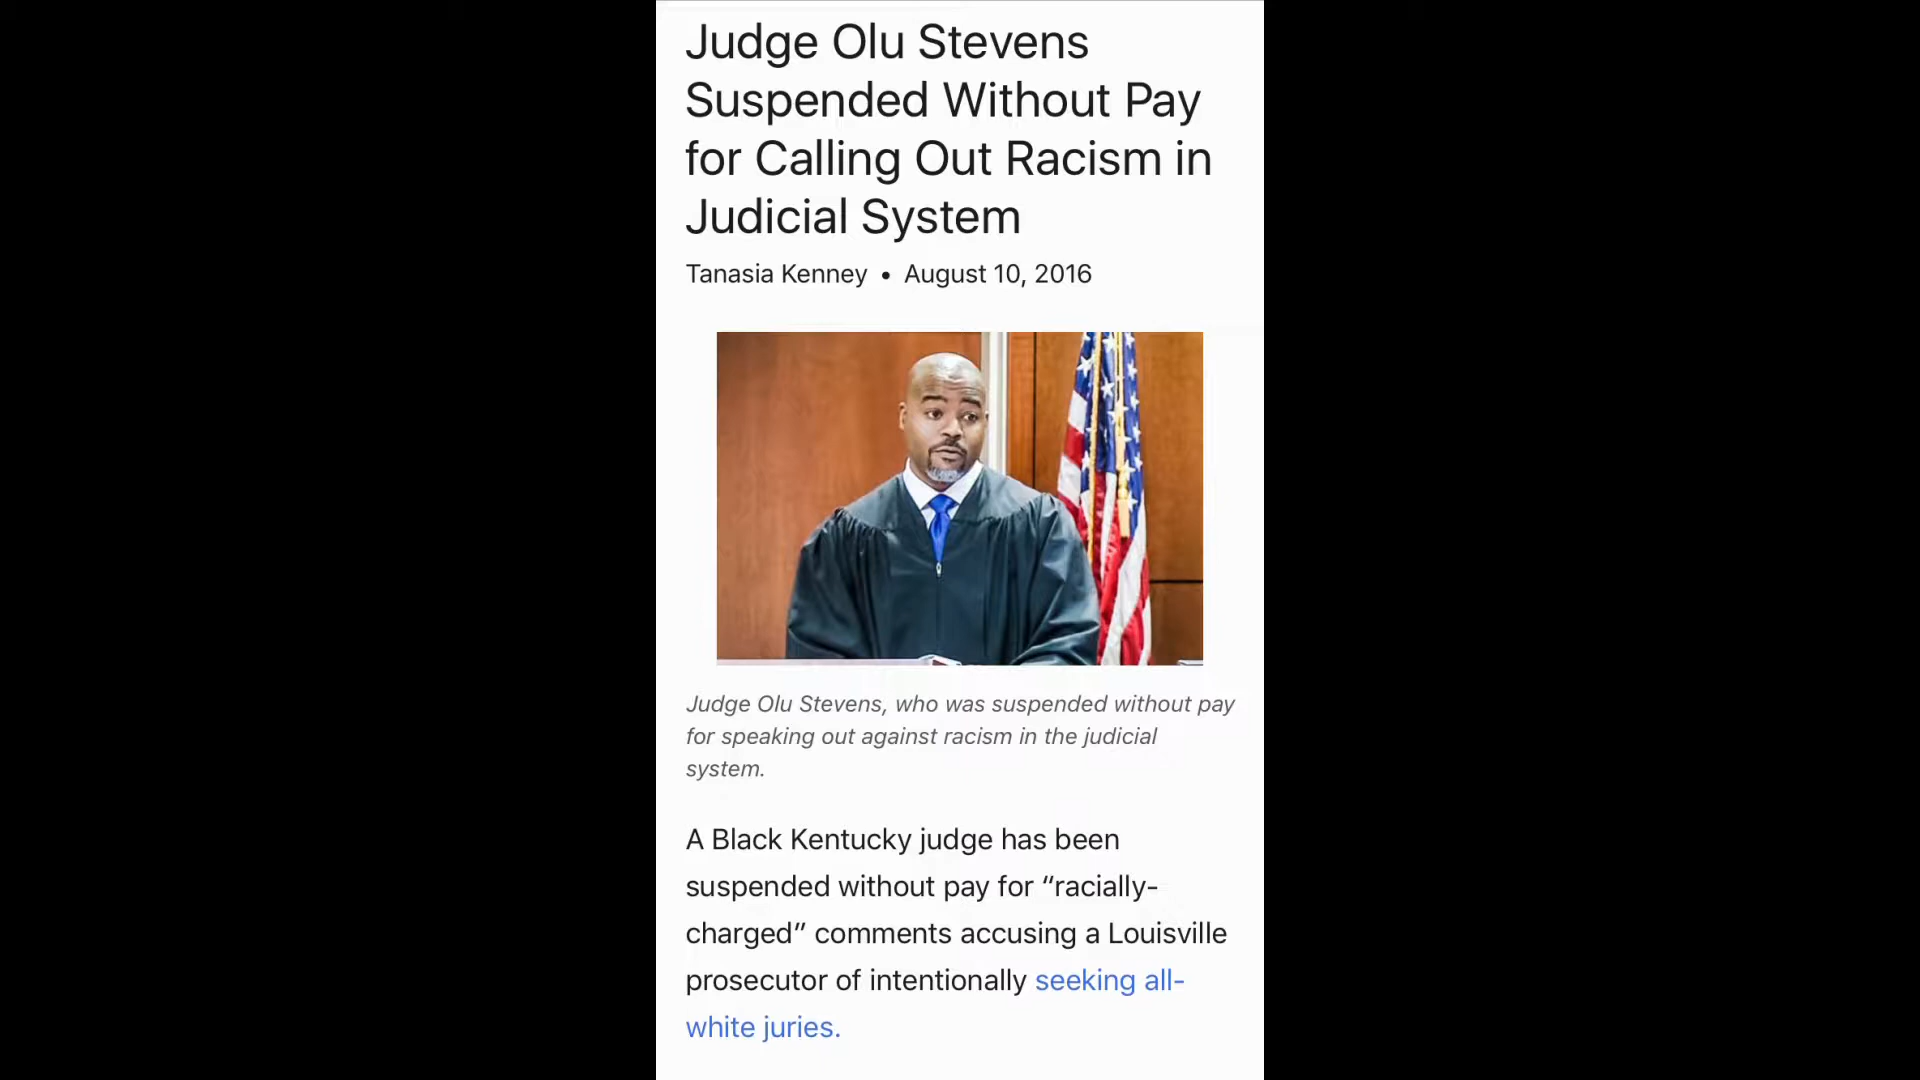 Judge Olu Stevens
Suspended Without Pay
for Calling Out Racism in
Judicial System
Tanasia Kenney • August 10, 2016
Judge Olu Stevens, who was suspended without pay
for speaking out against racism in the judicial
system.
A Black Kentucky judge has been
suspended without pay for “racially-
charged” comments accusing a Louisville
prosecutor of intentionally seeking all-
white juries.